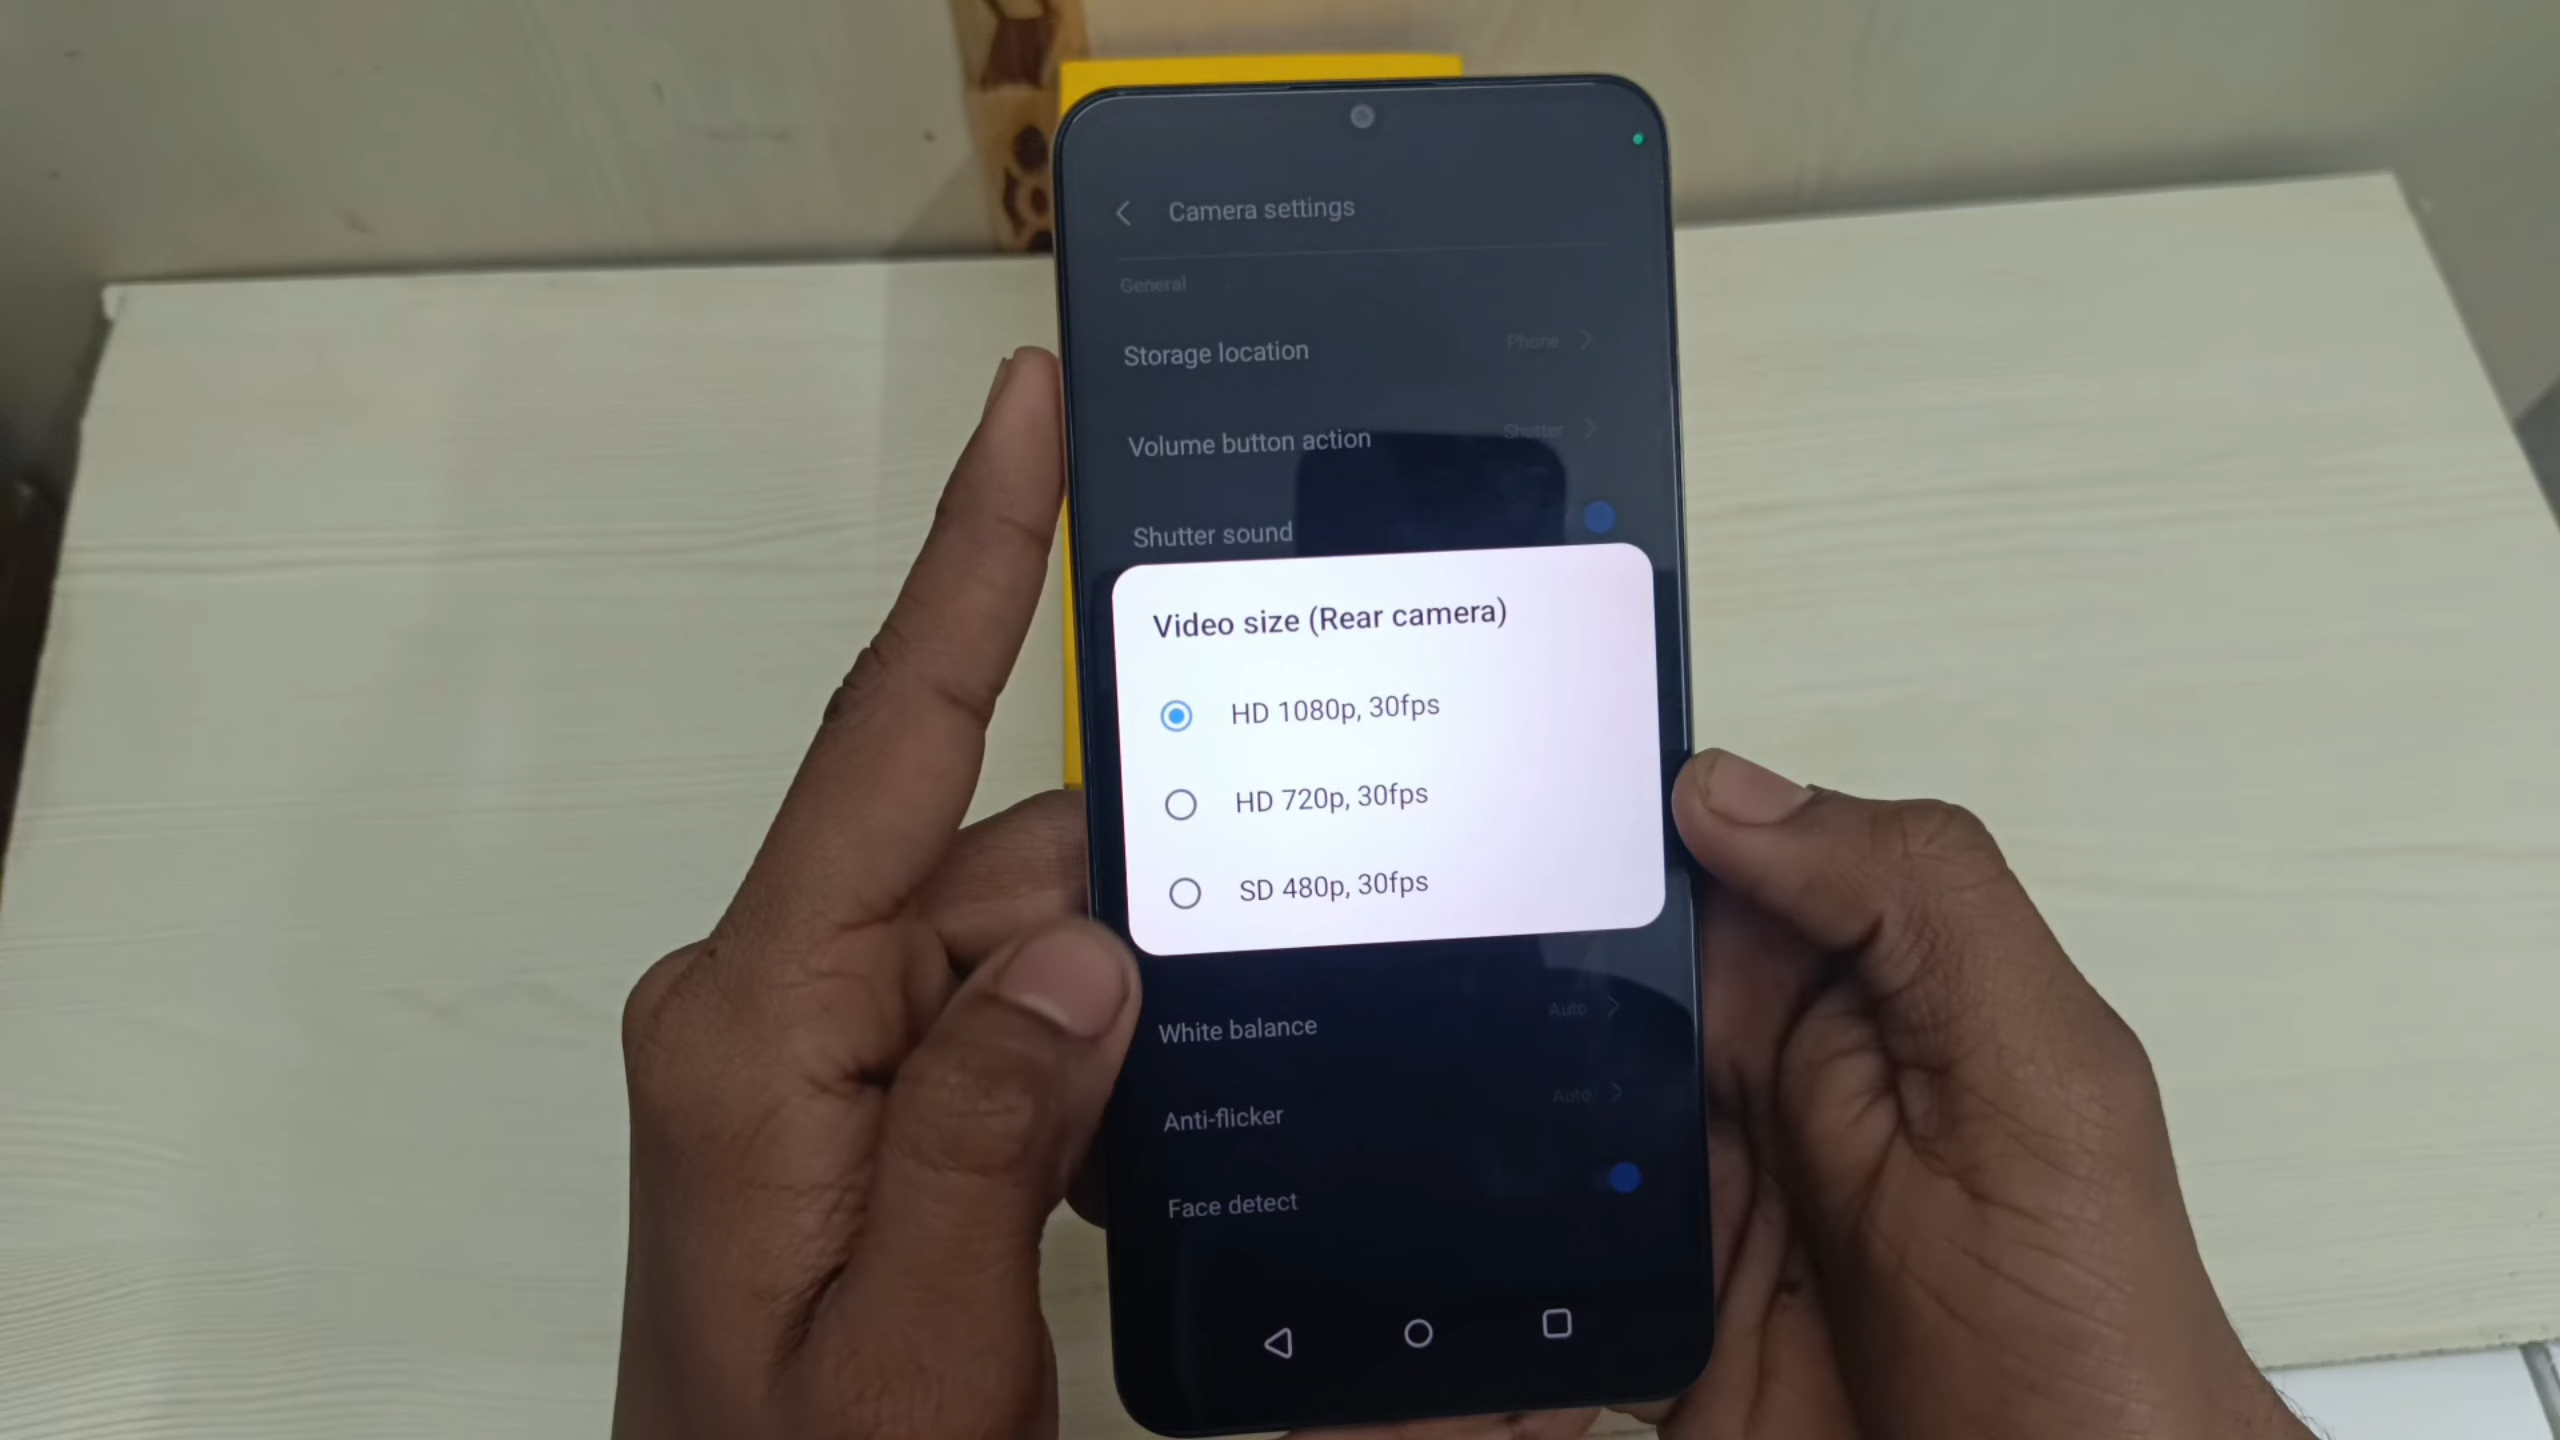 Camera settings
General
Storage location Phone
Volume button action Shutter
Shutter sound
Video size (Rear camera)
HD 1080p, 30fps
HD 720p, 30fps
SD 480p, 30fps
White balance Auto
Anti-flicker Auto
Face detect